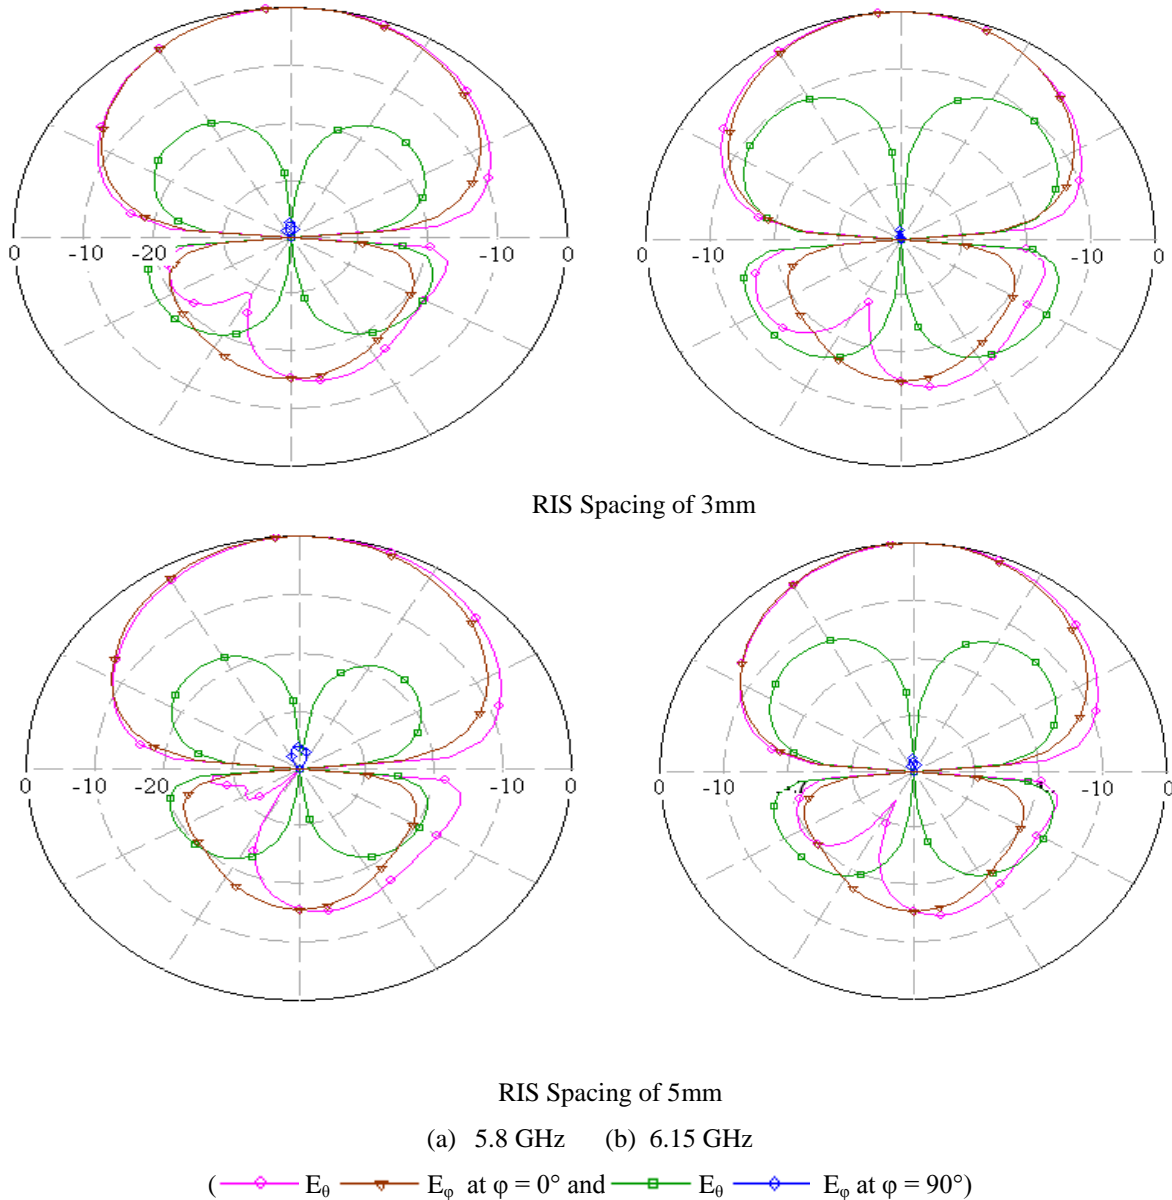 0 -10 -20 -10 0
0 -10 -10 0
RIS Spacing of 3mm
0 -10 -20 -10 0
0 -10 -10 0
RIS Spacing of 5mm
(a) 5.8 GHz (b) 6.15 GHz
( Eθ Eφ at φ = 0° and Eθ Eφ at φ = 90°)